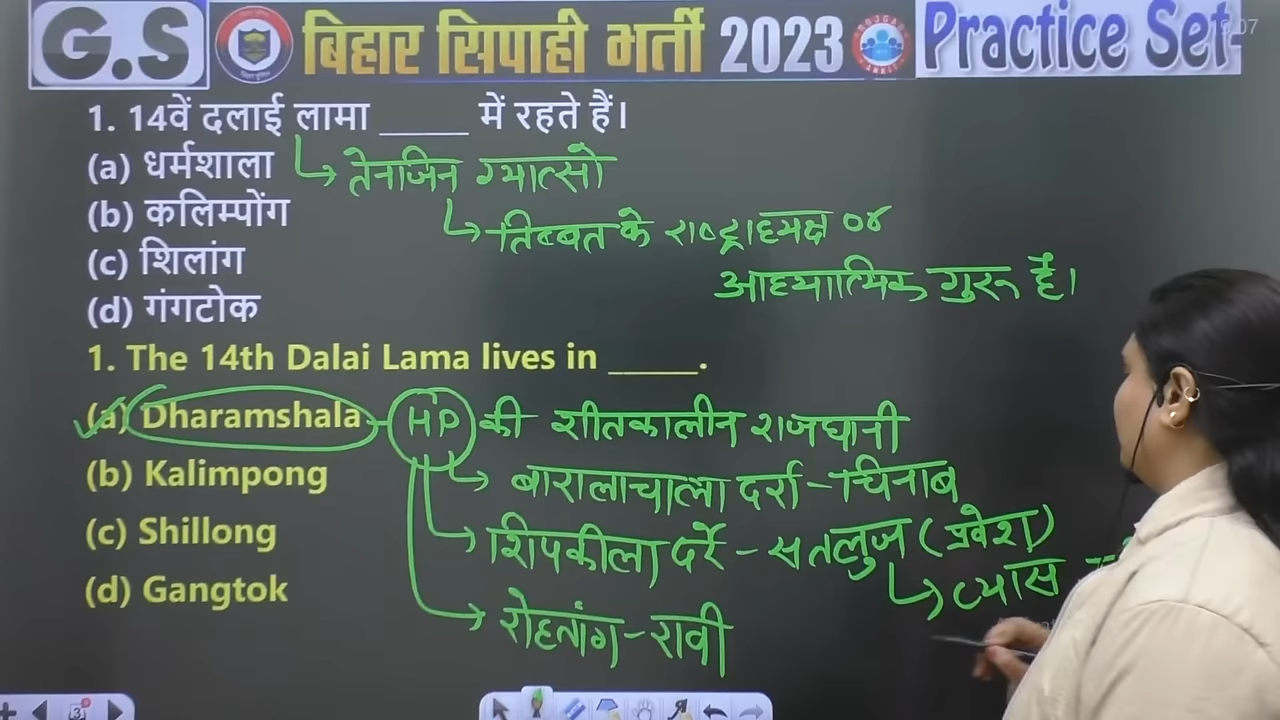 G.S बिहार सिपाही भर्ती 2023 Practice Set-
1. 14वें दलाई लामा _____ में रहते हैं।
(a) धर्मशाला
तेनजिन ग्यात्सो
(b) कलिम्पोंग
तिब्बत के राष्ट्राध्यक्ष og
(c) शिलांग
आध्यात्मिक गुरू हैं।
(d) गंगटोक
1. The 14th Dalai Lama lives in _____.
(a) Dharamshala - HP की शीतकालीन राजधानी
(b) Kalimpong
बारालाचाला दर्रा - चिनाब
(c) Shillong
शिपकीला दर्रे - सतलुज (प्रवेश)
व्यास
(d) Gangtok
रोहतांग - रावी
3